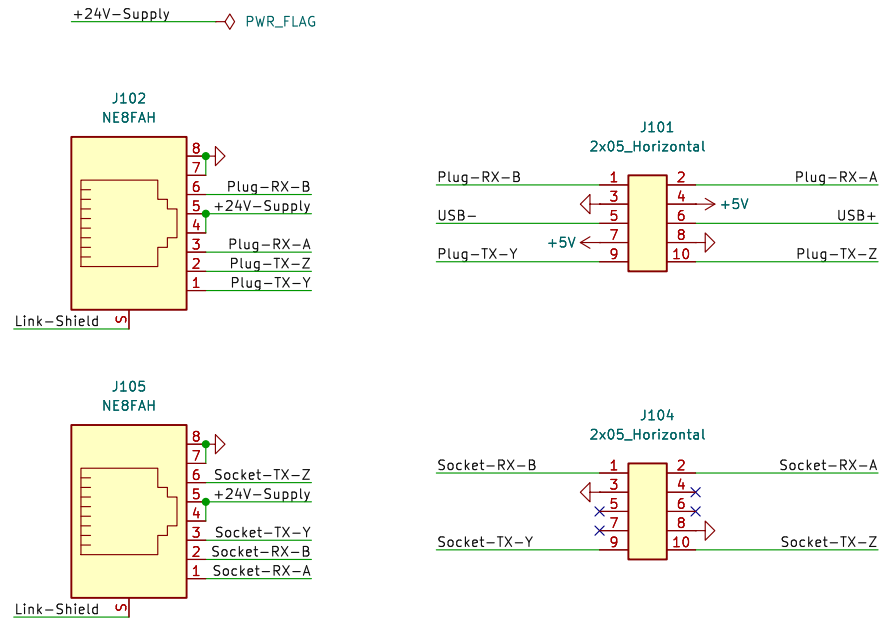 +24V-Supply PWR_FLAG
J102
NE8FAH
8
7
6 Plug-RX-B
5 +24V-Supply
4
3 Plug-RX-A
2 Plug-TX-Z
1 Plug-TX-Y
Link-Shield S
J101
2x05_Horizontal
Plug-RX-B 1 2 Plug-RX-A
3 4 +5V
USB- 5 6 USB+
+5V 7 8
Plug-TX-Y 9 10 Plug-TX-Z
J105
NE8FAH
8
7
6 Socket-TX-Z
5 +24V-Supply
4
3 Socket-TX-Y
2 Socket-RX-B
1 Socket-RX-A
Link-Shield S
J104
2x05_Horizontal
Socket-RX-B 1 2 Socket-RX-A
3 4
5 6
7 8
Socket-TX-Y 9 10 Socket-TX-Z